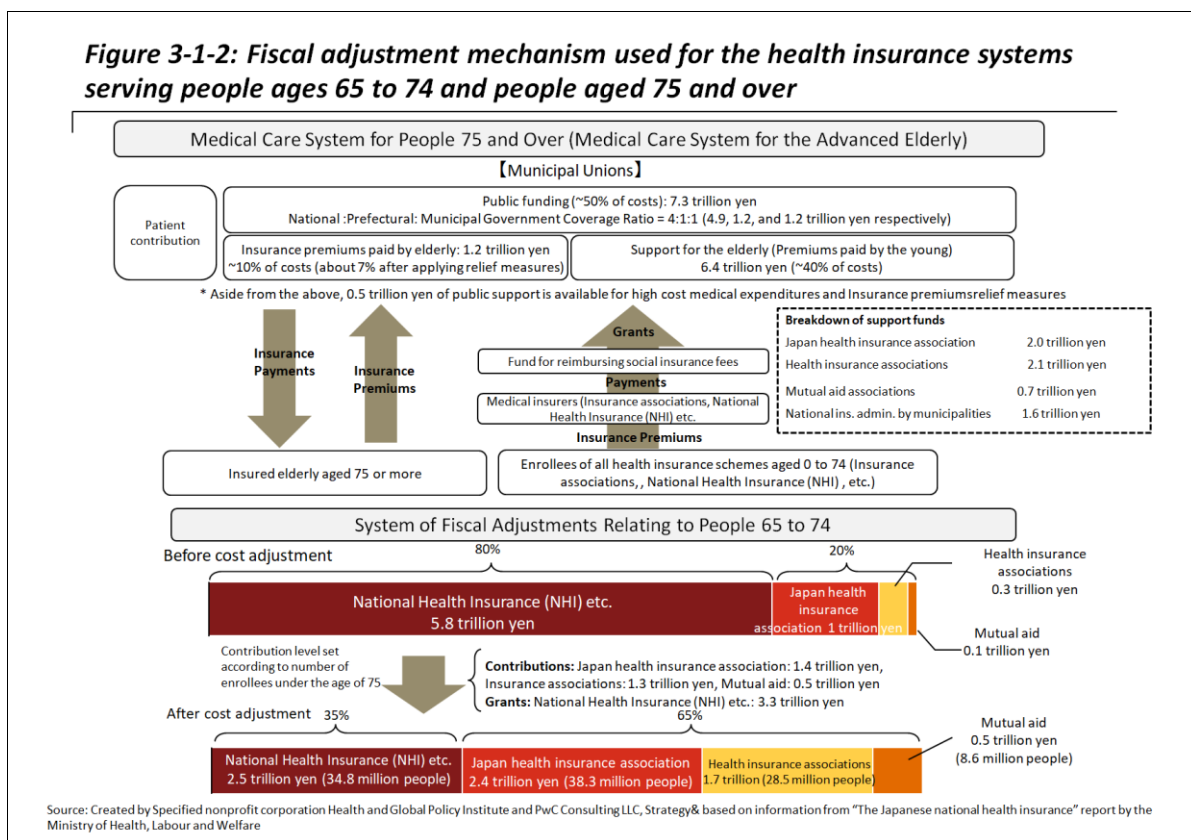 Figure 3-1-2: Fiscal adjustment mechanism used for the health insurance systems
serving people ages 65 to 74 and people aged 75 and over
Medical Care System for People 75 and Over (Medical Care System for the Advanced Elderly)
【Municipal Unions】
Patient
contribution
Public funding (~50% of costs): 7.3 trillion yen
National :Prefectural: Municipal Government Coverage Ratio = 4:1:1 (4.9, 1.2, and 1.2 trillion yen respectively)
Insurance premiums paid by elderly: 1.2 trillion yen
~10% of costs (about 7% after applying relief measures)
Support for the elderly (Premiums paid by the young)
6.4 trillion yen (~40% of costs)
* Aside from the above, 0.5 trillion yen of public support is available for high cost medical expenditures and Insurance premiumsrelief measures
Insurance
Payments
Insurance
Premiums
Grants
Fund for reimbursing social insurance fees
Payments
Medical insurers (Insurance associations, National
Health Insurance (NHI) etc.
Insurance Premiums
Breakdown of support funds
Japan health insurance association 2.0 trillion yen
Health insurance associations 2.1 trillion yen
Mutual aid associations 0.7 trillion yen
National ins. admin. by municipalities 1.6 trillion yen
Insured elderly aged 75 or more
Enrollees of all health insurance schemes aged 0 to 74 (Insurance
associations, , National Health Insurance (NHI) , etc.)
System of Fiscal Adjustments Relating to People 65 to 74
Before cost adjustment
80%
20%
Health insurance
associations
0.3 trillion yen
National Health Insurance (NHI) etc.
5.8 trillion yen
Japan health
insurance
association 1 trillion yen
Mutual aid
0.1 trillion yen
Contribution level set
according to number of
enrollees under the age of 75
Contributions: Japan health insurance association: 1.4 trillion yen,
Insurance associations: 1.3 trillion yen, Mutual aid: 0.5 trillion yen
Grants: National Health Insurance (NHI) etc.: 3.3 trillion yen
After cost adjustment
35%
65%
Mutual aid
0.5 trillion yen
(8.6 million people)
National Health Insurance (NHI) etc.
2.5 trillion yen (34.8 million people)
Japan health insurance association
2.4 trillion yen (38.3 million people)
Health insurance associations
1.7 trillion (28.5 million people)
Source: Created by Specified nonprofit corporation Health and Global Policy Institute and PwC Consulting LLC, Strategy& based on information from "The Japanese national health insurance" report by the
Ministry of Health, Labour and Welfare